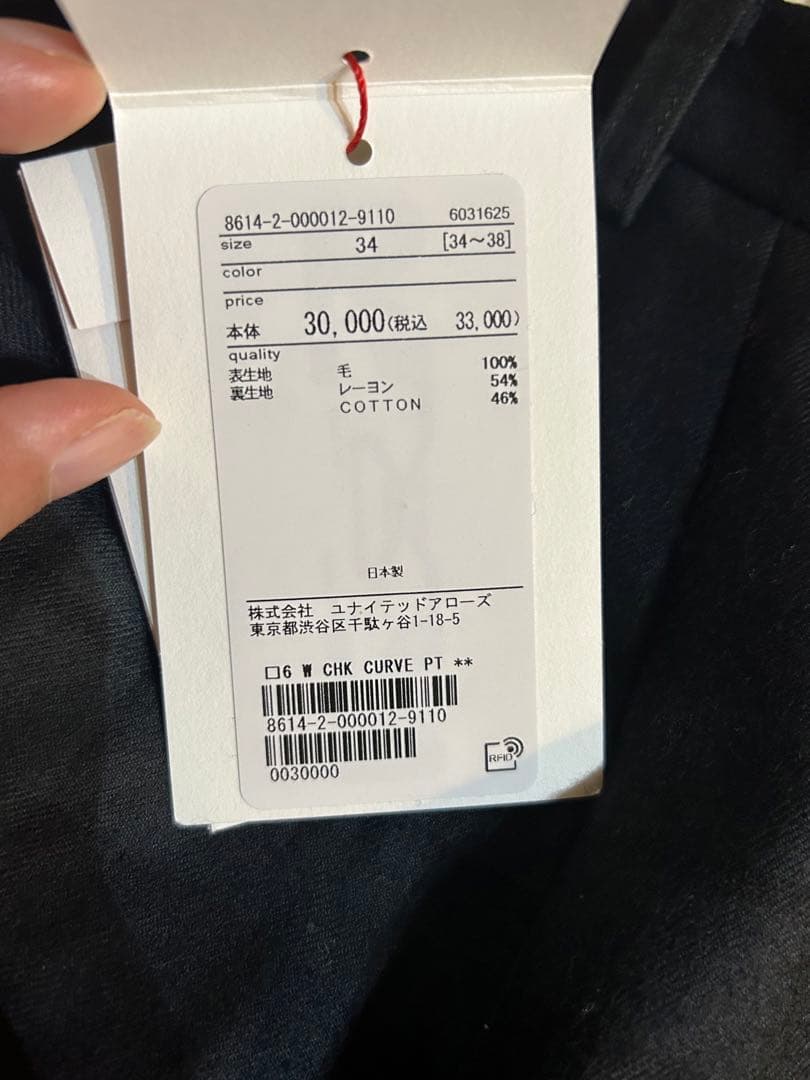 8614-2-000012-9110 6031625
size 34 [34～38]
color
price
本体 30,000(税込 33,000)
quality
表生地 毛 100%
裏生地 レーヨン 54%
COTTON 46%
日本製
株式会社 ユナイテッドアローズ
東京都渋谷区千駄ヶ谷1-18-5
口6 W CHK CURVE PT **
8614-2-000012-9110
0030000
RFID